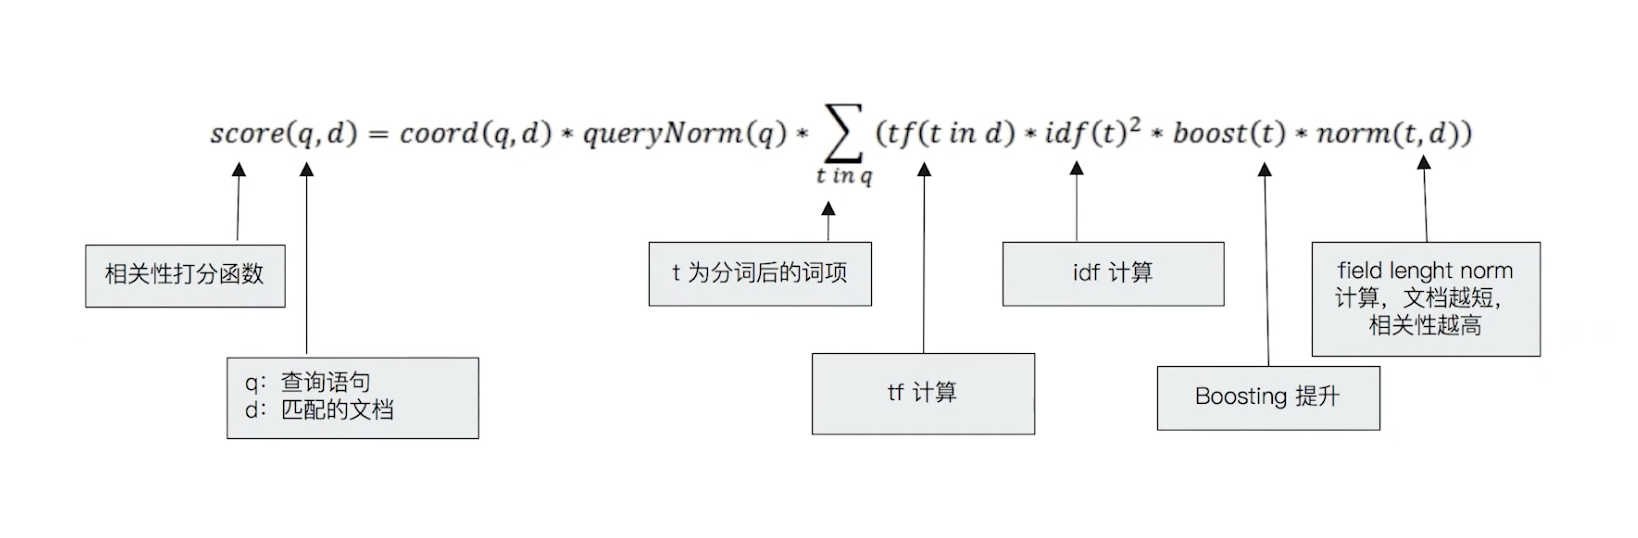 score(q,d) = coord(q,d) * queryNorm(q) * ∑ (tf(t in d) * idf(t)² * boost(t) * norm(t,d))
t in q
相关性打分函数
q：查询语句
d：匹配的文档
t 为分词后的词项
tf 计算
idf 计算
Boosting 提升
field lenght norm
计算，文档越短，
相关性越高